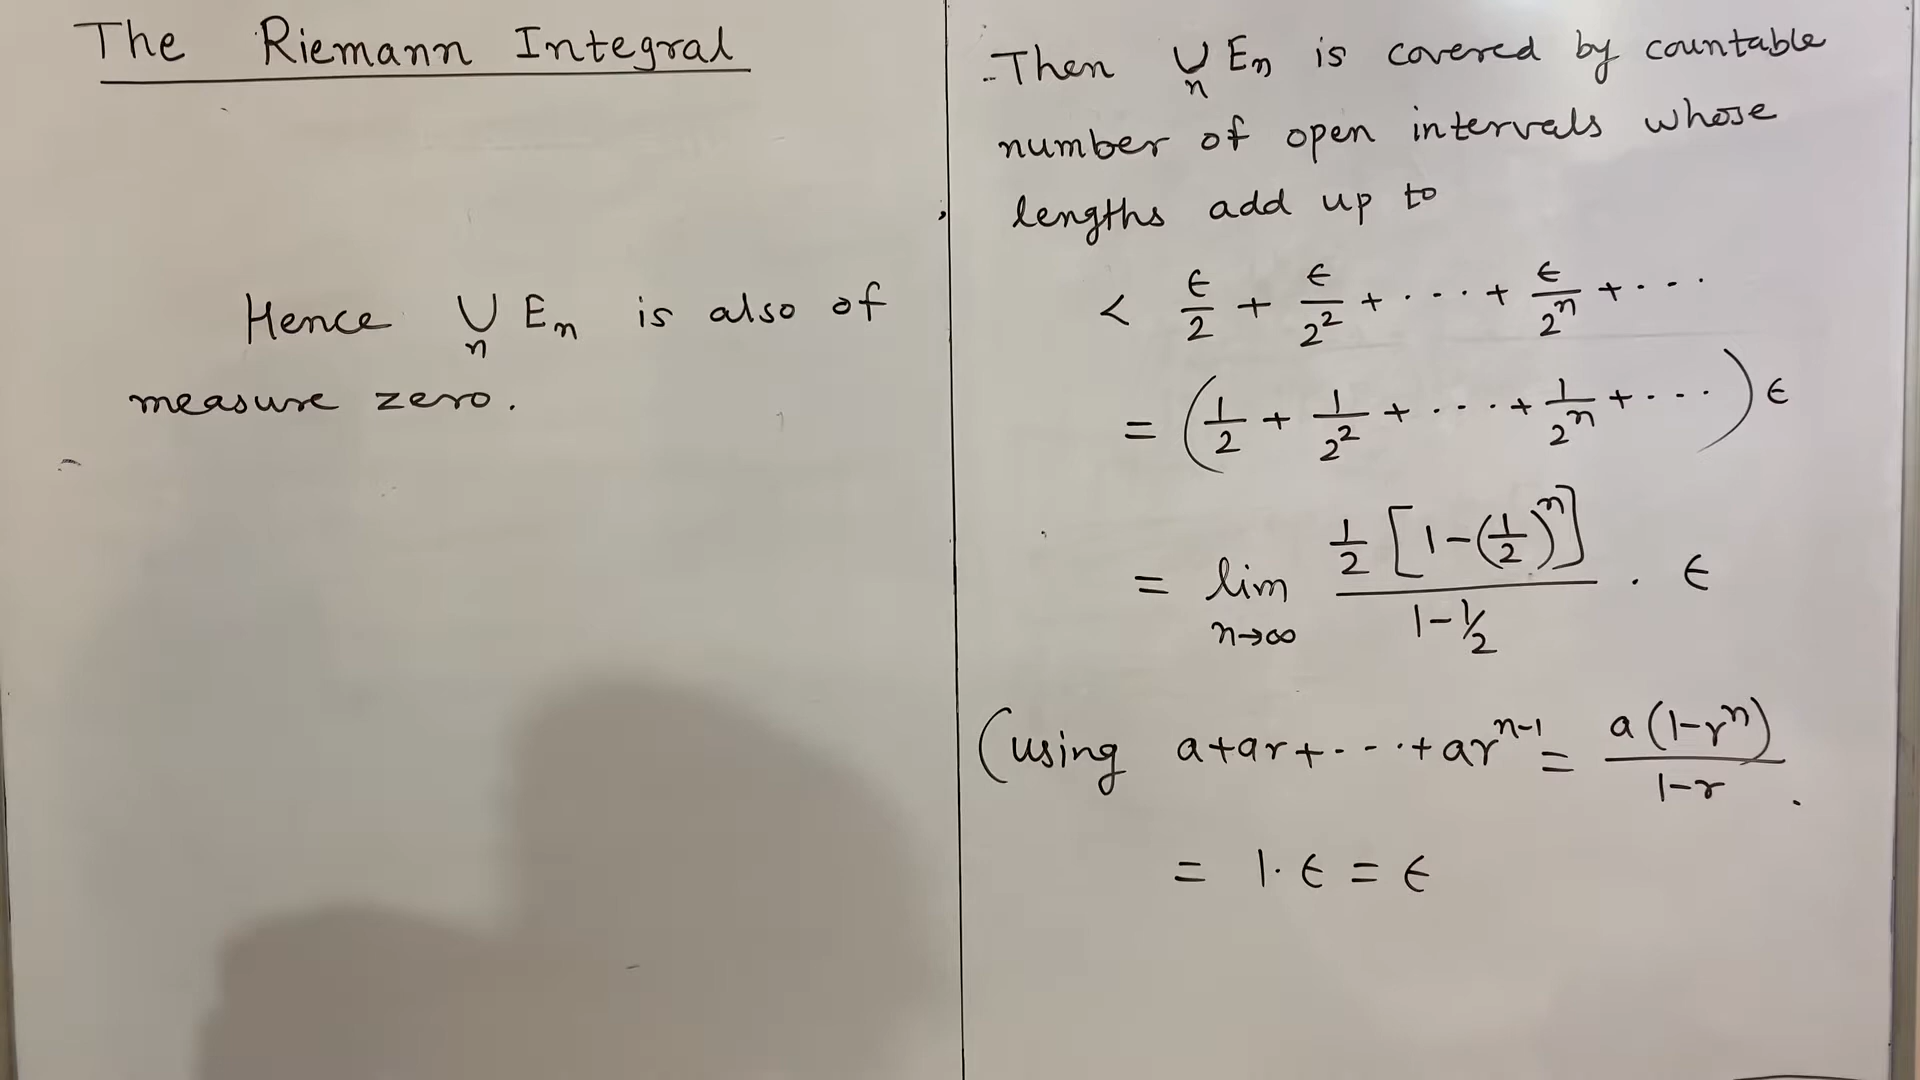 The Riemann Integral
Hence ∪ Eₙ is also of
n
measure zero.
Then ∪ Eₙ is covered by countable
n
number of open intervals whose
lengths add up to
< ϵ/2 + ϵ/2² + ···+ ϵ/2ⁿ +···
= (1/2 + 1/2² + ···+ 1/2ⁿ +···) ϵ
= lim n→∞ 1/2 [1-(1/2)ⁿ] / 1-1/2 . ϵ
(using a+ar+---·+arⁿ⁻¹ = a(1-rⁿ) / 1-r .
= 1·ϵ = ϵ